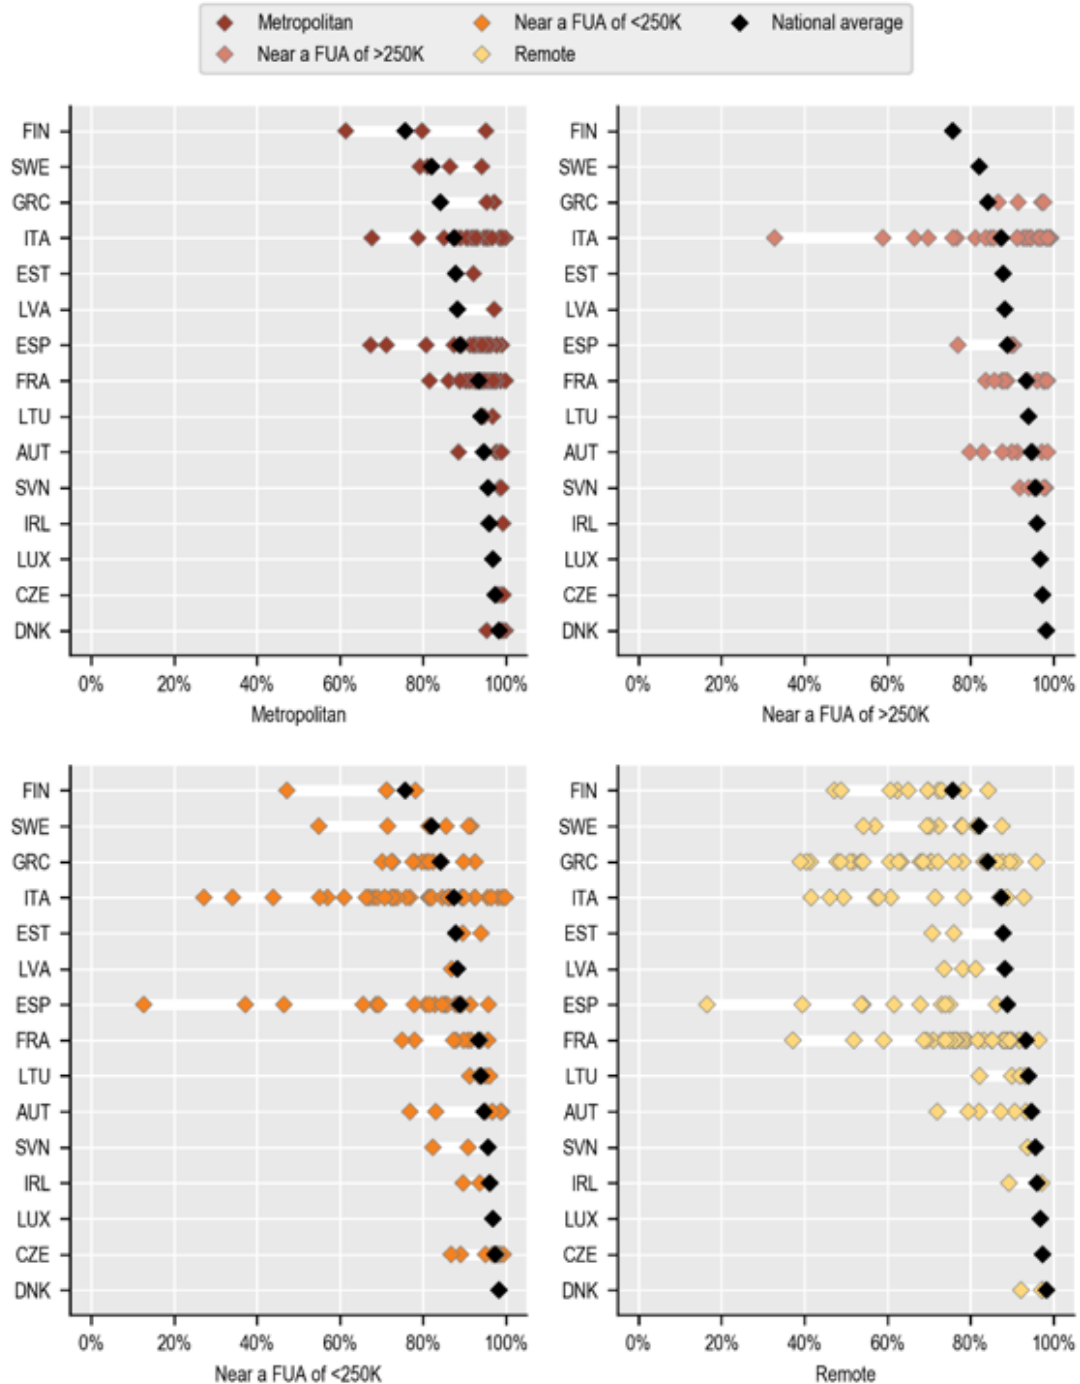 Metropolitan Near a FUA of <250K National average
Near a FUA of >250K Remote
FIN FIN
SWE SWE
GRC GRC
ITA ITA
EST EST
LVA LVA
ESP ESP
FRA FRA
LTU LTU
AUT AUT
SVN SVN
IRL IRL
LUX LUX
CZE CZE
DNK DNK
0% 20% 40% 60% 80% 100% 0% 20% 40% 60% 80% 100%
Metropolitan Near a FUA of >250K
FIN FIN
SWE SWE
GRC GRC
ITA ITA
EST EST
LVA LVA
ESP ESP
FRA FRA
LTU LTU
AUT AUT
SVN SVN
IRL IRL
LUX LUX
CZE CZE
DNK DNK
0% 20% 40% 60% 80% 100% 0% 20% 40% 60% 80% 100%
Near a FUA of <250K Remote